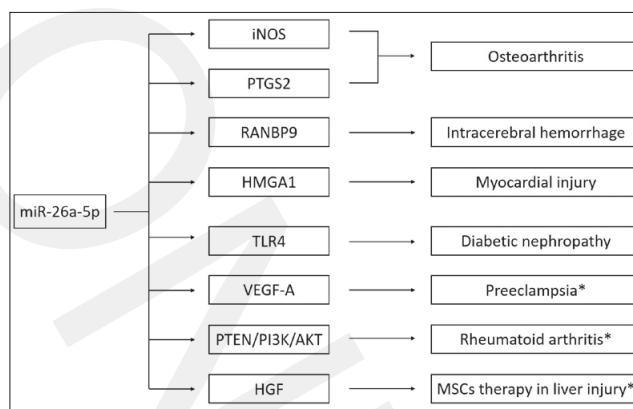 iNOS
Osteoarthritis
PTGS2
RANBP9
Intracerebral hemorrhage
HMGA1
Myocardial injury
miR-26a-5p
TLR4
Diabetic nephropathy
VEGF-A
Preeclampsia*
PTEN/PI3K/AKT
Rheumatoid arthritis*
HGF
MSCs therapy in liver injury*